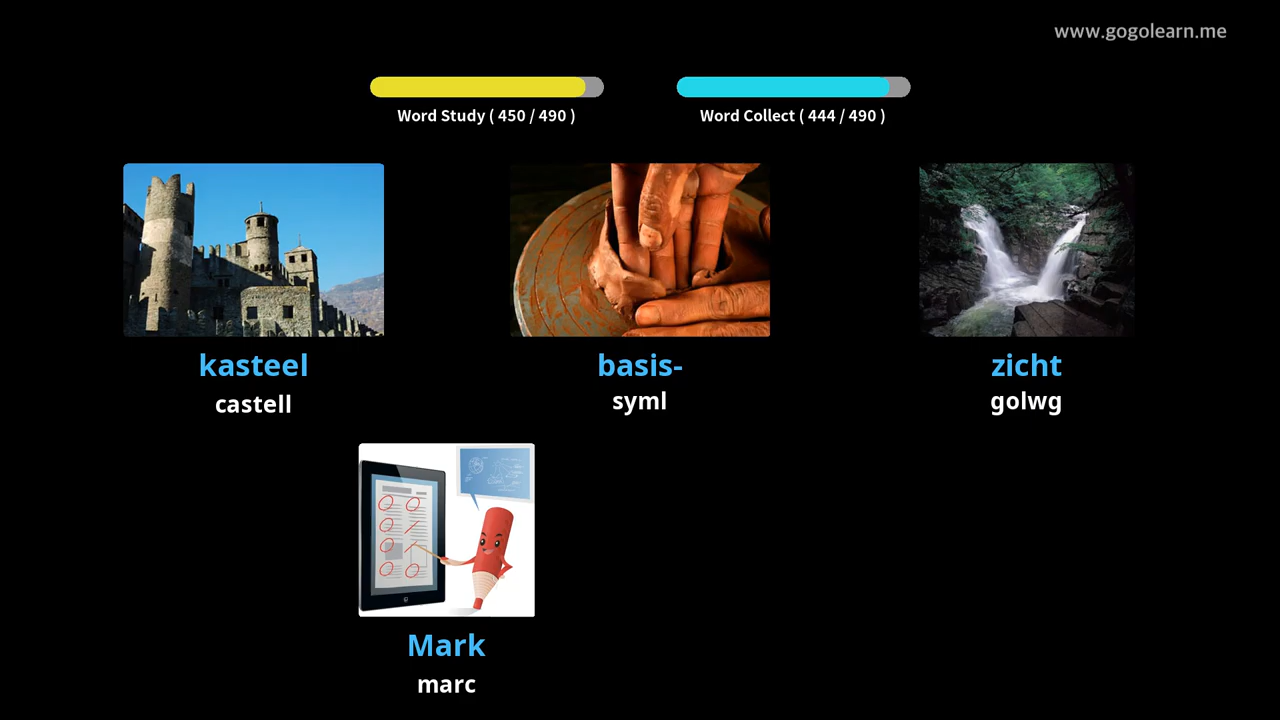 www.gogolearn.me
Word Study ( 450 / 490 )
Word Collect ( 444 / 490 )
kasteel
castell
basis-
syml
zicht
golwg
Mark
marc